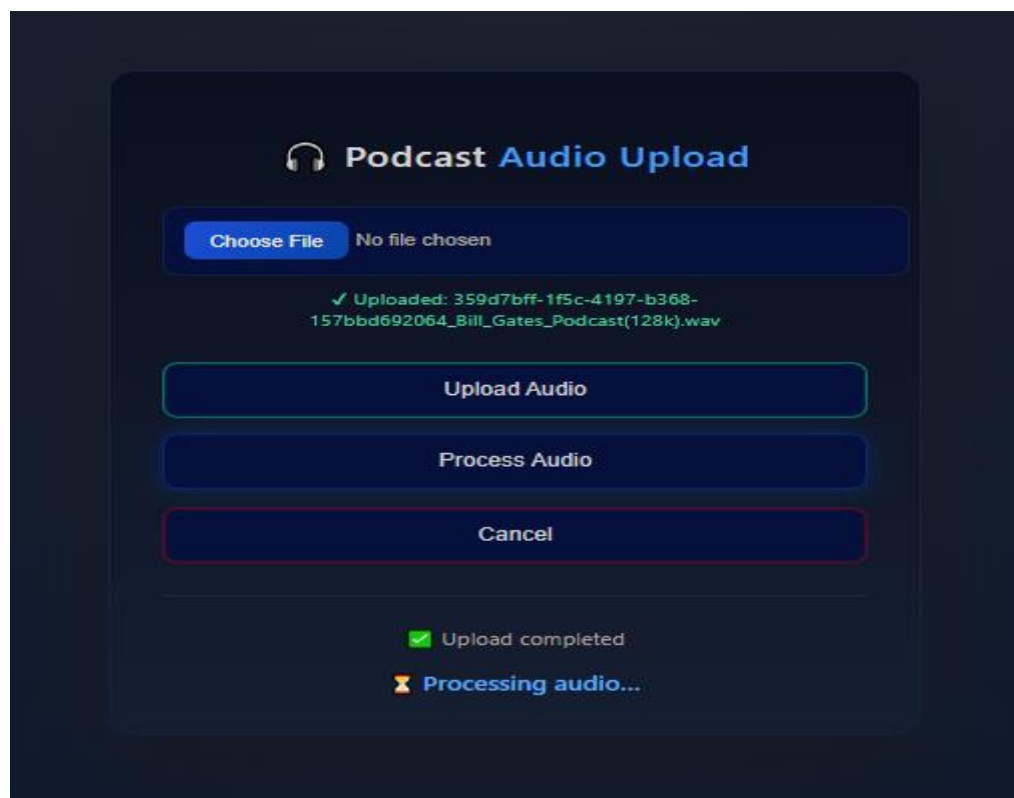 🎧 Podcast Audio Upload
Choose File No file chosen
✓ Uploaded: 359d7bff-1f5c-4197-b368-
157bbd692064_Bill_Gates_Podcast(128k).wav
Upload Audio
Process Audio
Cancel
✅ Upload completed
⏳ Processing audio...